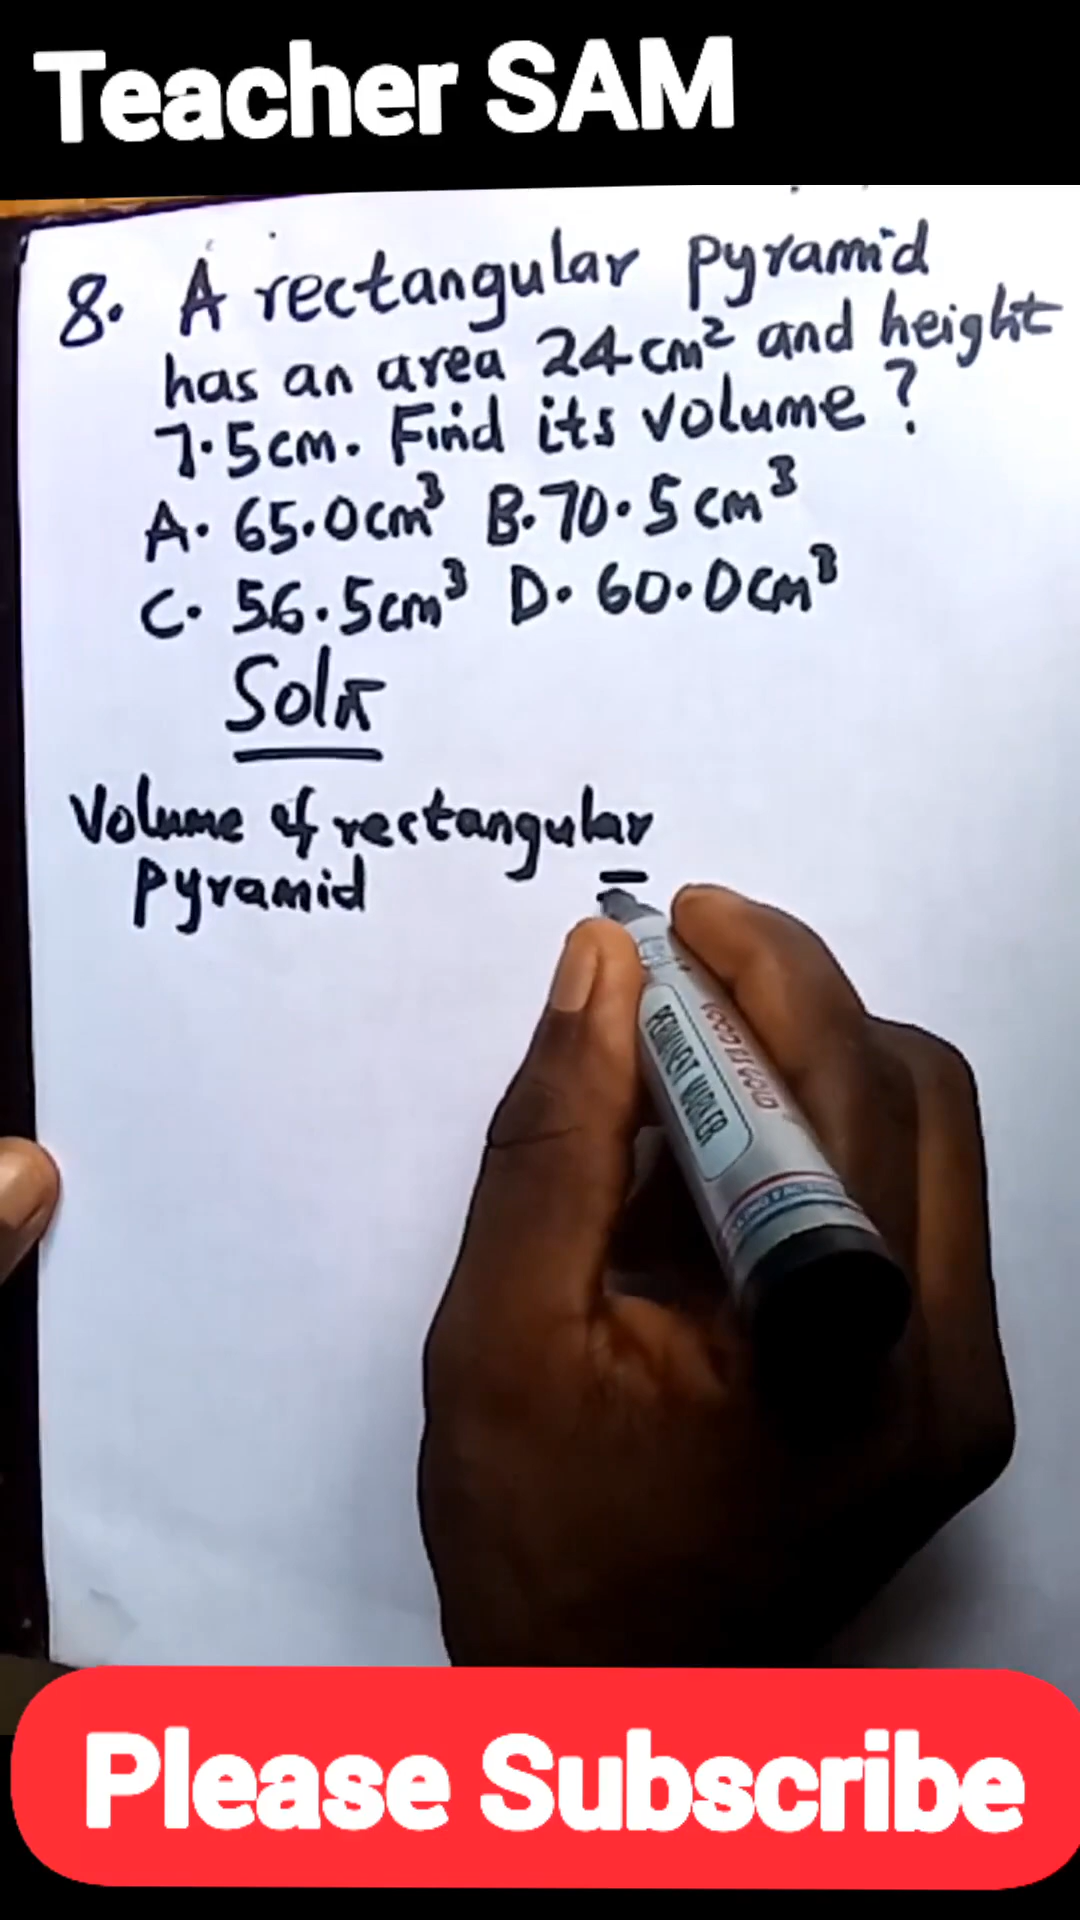 Teacher SAM
8. A rectangular pyramid
has an area 24cm² and height
7.5cm. Find its volume?
A. 65.0cm³ B. 70.5cm³
C. 56.5cm³ D. 60.0cm³
Soln
Volume of rectangular
pyramid =
PERMANENT MARKER
Please Subscribe